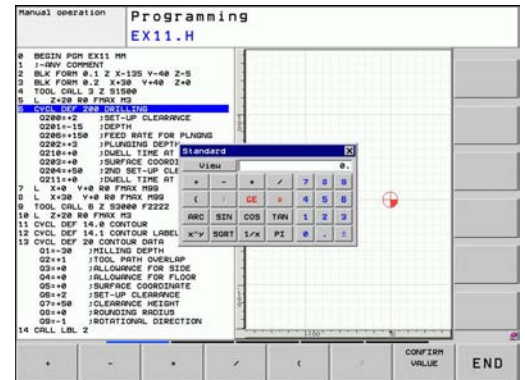 Manual operation
Programming
EX11.H
0 BEGIN PGM EX11 MM
1 ;-ANY COMMENT
2 BLK FORM 0.1 Z X-135 Y-40 Z-5
3 BLK FORM 0.2 X+30 Y+40 Z+0
4 TOOL CALL 3 Z S1500
5 L Z+20 R0 FMAX M3
6 CYCL DEF 200 DRILLING
Q200=+2 ;SET-UP CLEARANCE
Q201=-15 ;DEPTH
Q206=+150 ;FEED RATE FOR PLNGNG
Q202=+3 ;PLUNGING DEPTH
Q210=+0 ;DWELL TIME AT
Q203=+0 ;SURFACE COORDI
Q204=+50 ;2ND SET-UP CLE
Q211=+0 ;DWELL TIME AT
7 L X+0 Y+0 R0 FMAX M99
8 L X+30 Y+0 R0 FMAX M99
9 TOOL CALL 6 Z S3000 F2222
10 L Z+20 R0 FMAX M3
11 CYCL DEF 14.0 CONTOUR
12 CYCL DEF 14.1 CONTOUR LABEL
13 CYCL DEF 20 CONTOUR DATA
Q1=-30 ;MILLING DEPTH
Q2=+1 ;TOOL PATH OVERLAP
Q3=+0 ;ALLOWANCE FOR SIDE
Q4=+0 ;ALLOWANCE FOR FLOOR
Q5=+0 ;SURFACE COORDINATE
Q6=+2 ;SET-UP CLEARANCE
Q7=+50 ;CLEARANCE HEIGHT
Q8=+0 ;ROUNDING RADIUS
Q9=-1 ;ROTATIONAL DIRECTION
14 CALL LBL 2
Standard X
View 0.
+ - * / 7 8 9
( ) CE = 4 5 6
ARC SIN COS TAN 1 2 3
X^Y SQRT 1/x PI 0 . ±
+ - * / ( ) CONFIRM VALUE END